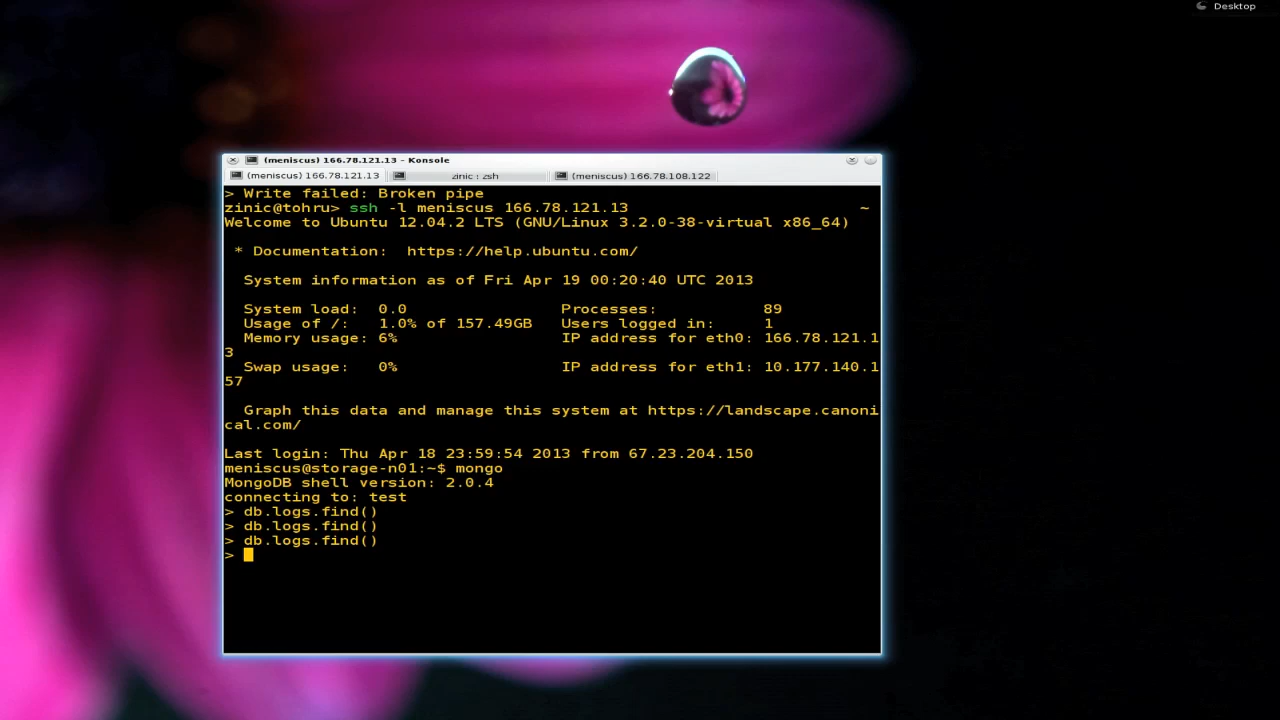 Desktop
(meniscus) 166.78.121.13 - Konsole
(meniscus) 166.78.121.13 zinic : zsh (meniscus) 166.78.108.122
> Write failed: Broken pipe
zinic@tohru> ssh -l meniscus 166.78.121.13 ~
Welcome to Ubuntu 12.04.2 LTS (GNU/Linux 3.2.0-38-virtual x86_64)
* Documentation: https://help.ubuntu.com/
System information as of Fri Apr 19 00:20:40 UTC 2013
System load: 0.0 Processes: 89
Usage of /: 1.0% of 157.49GB Users logged in: 1
Memory usage: 6% IP address for eth0: 166.78.121.1
3
Swap usage: 0% IP address for eth1: 10.177.140.1
57
Graph this data and manage this system at https://landscape.canoni
cal.com/
Last login: Thu Apr 18 23:59:54 2013 from 67.23.204.150
meniscus@storage-n01:~$ mongo
MongoDB shell version: 2.0.4
connecting to: test
> db.logs.find()
> db.logs.find()
> db.logs.find()
>